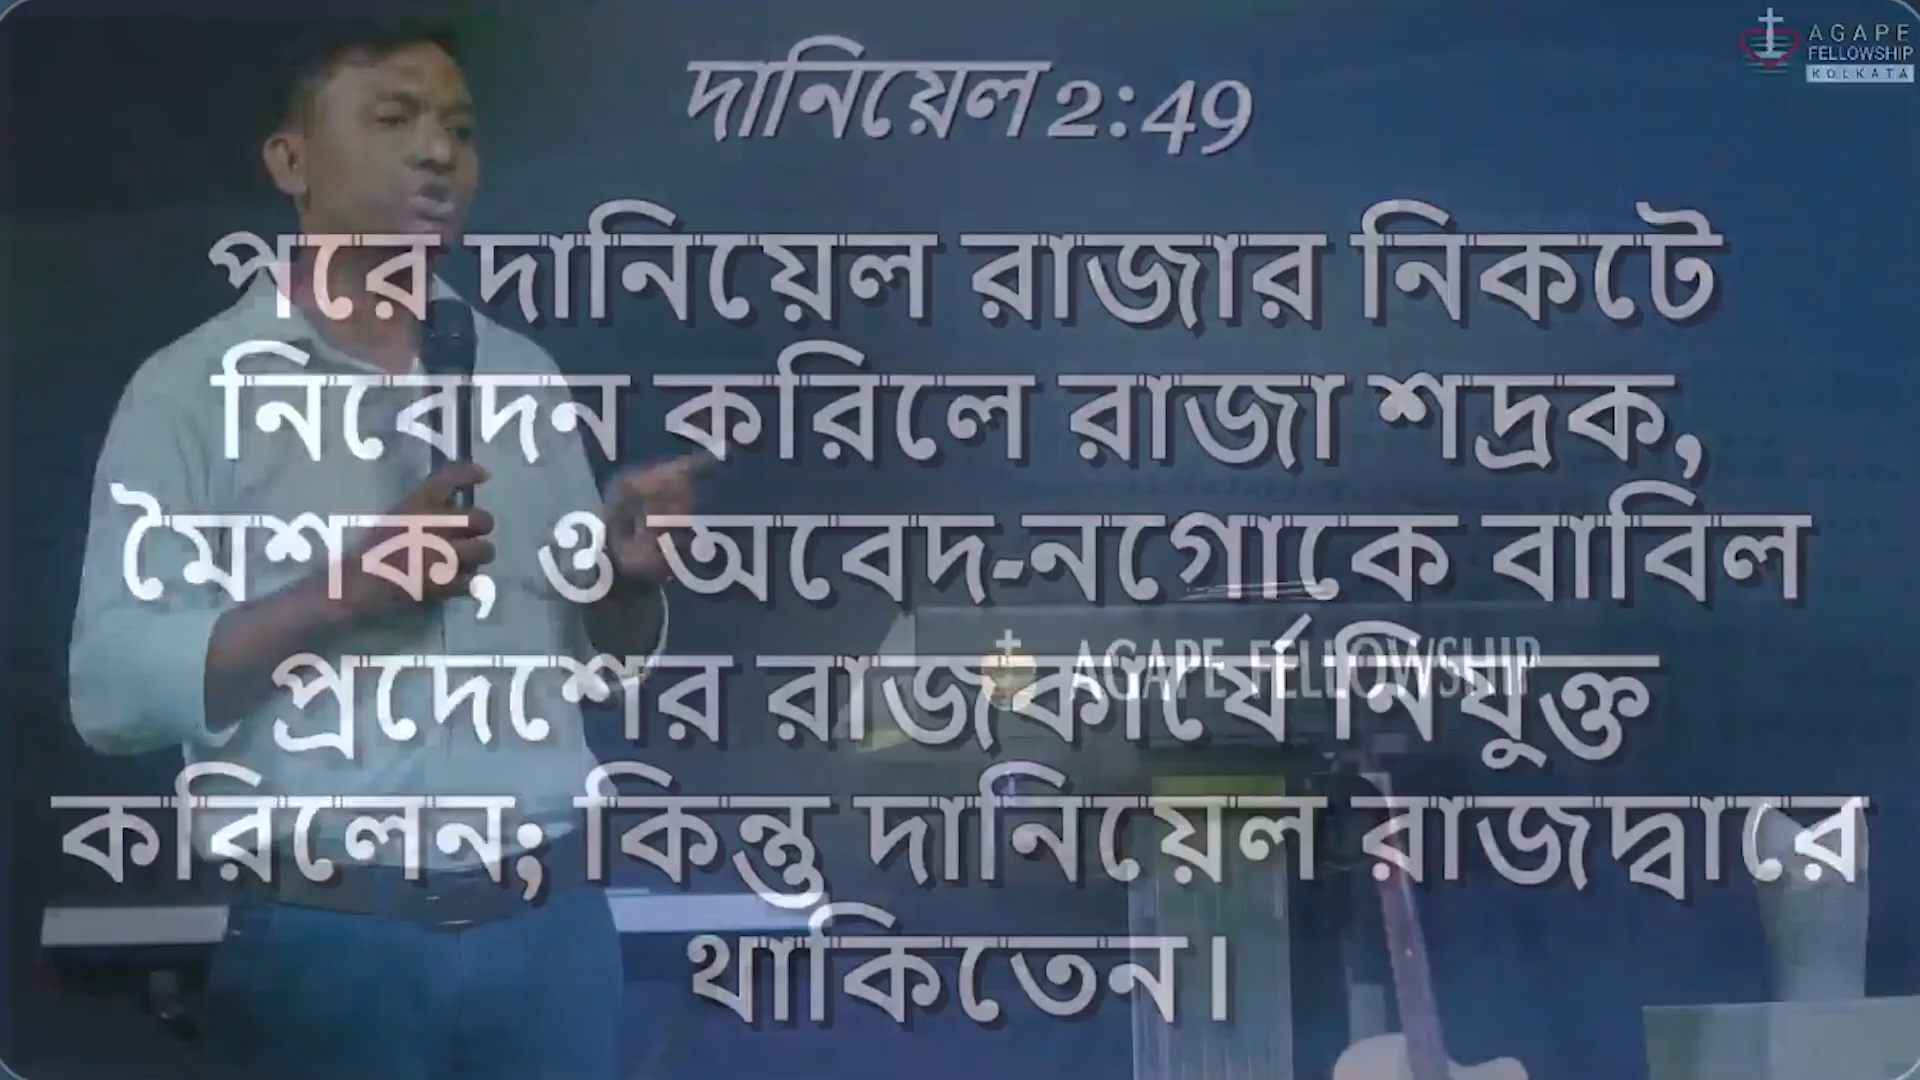 AGAPE
FELLOWSHIP
KOLKATA
দানিয়েল 2:49
পরে দানিয়েল রাজার নিকটে
নিবেদন করিলে রাজা শদ্রক,
মৈশক, ও অবেদ-নগোকে বাবিল
প্রদেশের রাজকার্যে নিযুক্ত
করিলেন; কিন্তু দানিয়েল রাজদ্বারে
থাকিতেন।
AGAPE FELLOWSHIP